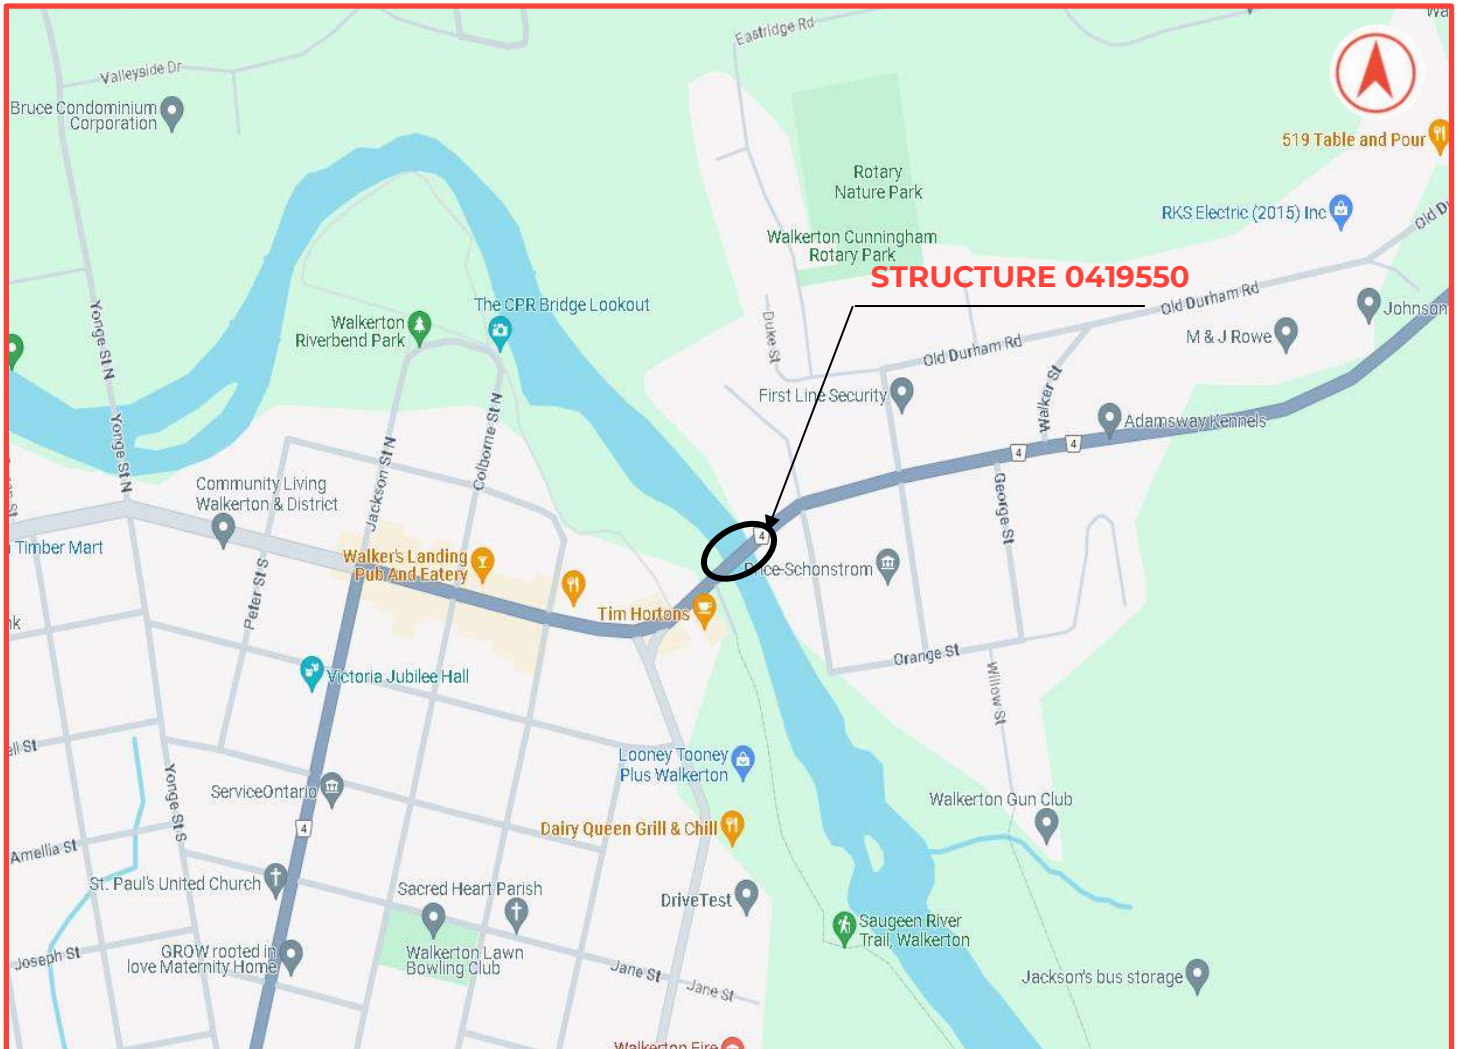 Eastridge Rd
Valleyside Dr
Bruce Condominium
Corporation
519 Table and Pour
Rotary
Nature Park
RKS Electric (2015) Inc
Old D
Walkerton Cunningham
Rotary Park
STRUCTURE 0419550
The CPR Bridge Lookout
Old Durham Rd
Johnson
Walkerton
Riverbend Park
Yonge St N
Duke St
M & J Rowe
Old Durham Rd
First Line Security
Walker St
Adamsway Kennels
Yonge St N
Colborne St N
Jackson St N
4
4
Community Living
Walkerton & District
George St
Timber Mart
4
Walker's Landing
Pub And Eatery
Price-Schonstrom
Peter St S
Tim Hortons
Orange St
Victoria Jubilee Hall
Willow St
ell St
Looney Tooney
Plus Walkerton
ServiceOntario
Yonge St S
Walkerton Gun Club
4
Dairy Queen Grill & Chill
Amellia St
St. Paul's United Church
Sacred Heart Parish
DriveTest
Saugeen River
Trail, Walkerton
GROW rooted in
love Maternity Home
Walkerton Lawn
Bowling Club
Joseph St
Jane St
Jackson's bus storage
Jane St
Walkerton Fire